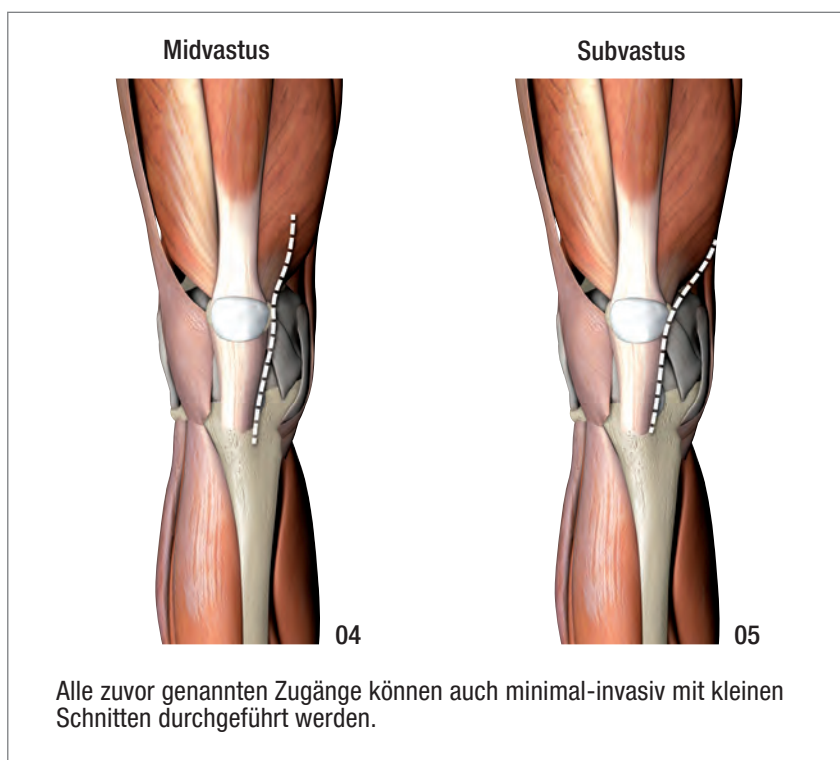 Midvastus
Subvastus
04
05
Alle zuvor genannten Zugänge können auch minimal-invasiv mit kleinen
Schnitten durchgeführt werden.